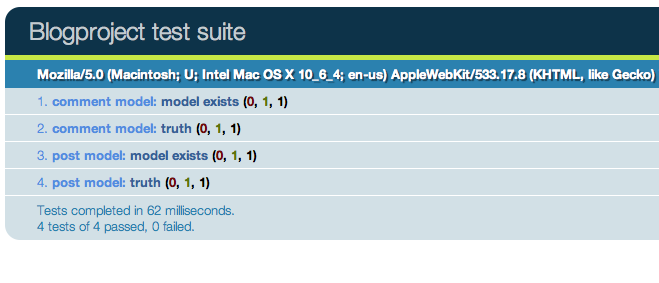 Blogproject test suite
Mozilla/5.0 (Macintosh; U; Intel Mac OS X 10_6_4; en-us) AppleWebKit/533.17.8 (KHTML, like Gecko)
1. comment model: model exists (0, 1, 1)
2. comment model: truth (0, 1, 1)
3. post model: model exists (0, 1, 1)
4. post model: truth (0, 1, 1)
Tests completed in 62 milliseconds.
4 tests of 4 passed, 0 failed.